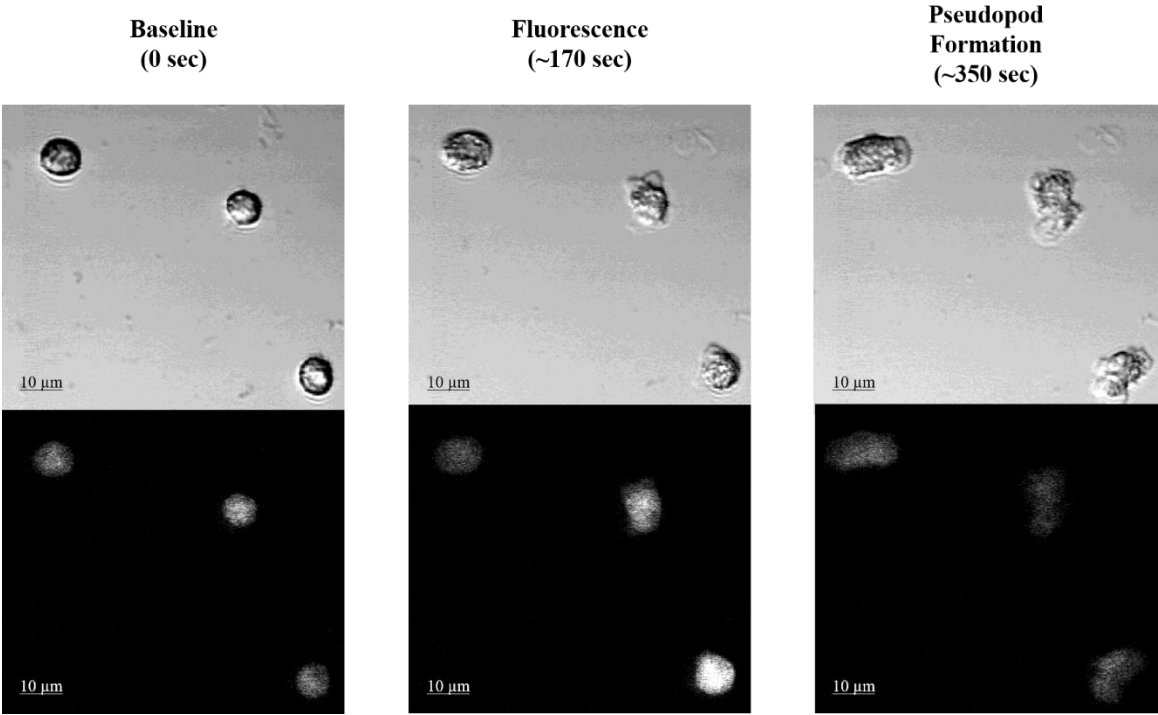 Baseline
(0 sec)
Fluorescence
(~170 sec)
Pseudopod
Formation
(~350 sec)
10 μm
10 μm
10 μm
10 μm
10 μm
10 μm